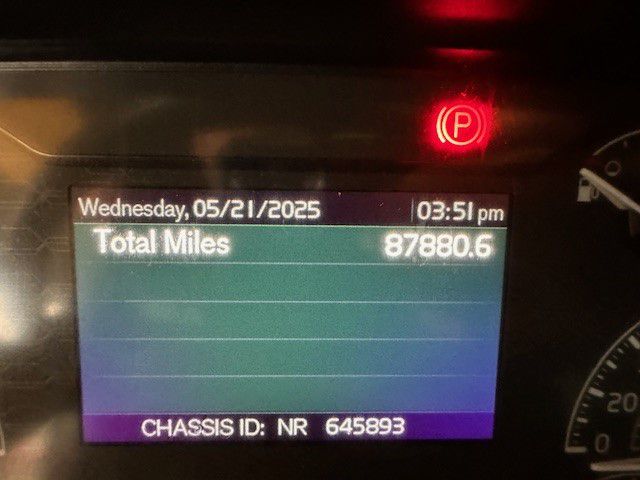 P
Wednesday, 05/21/2025 03:51 pm
Total Miles 87880.6
CHASSIS ID: NR 645893
20
0